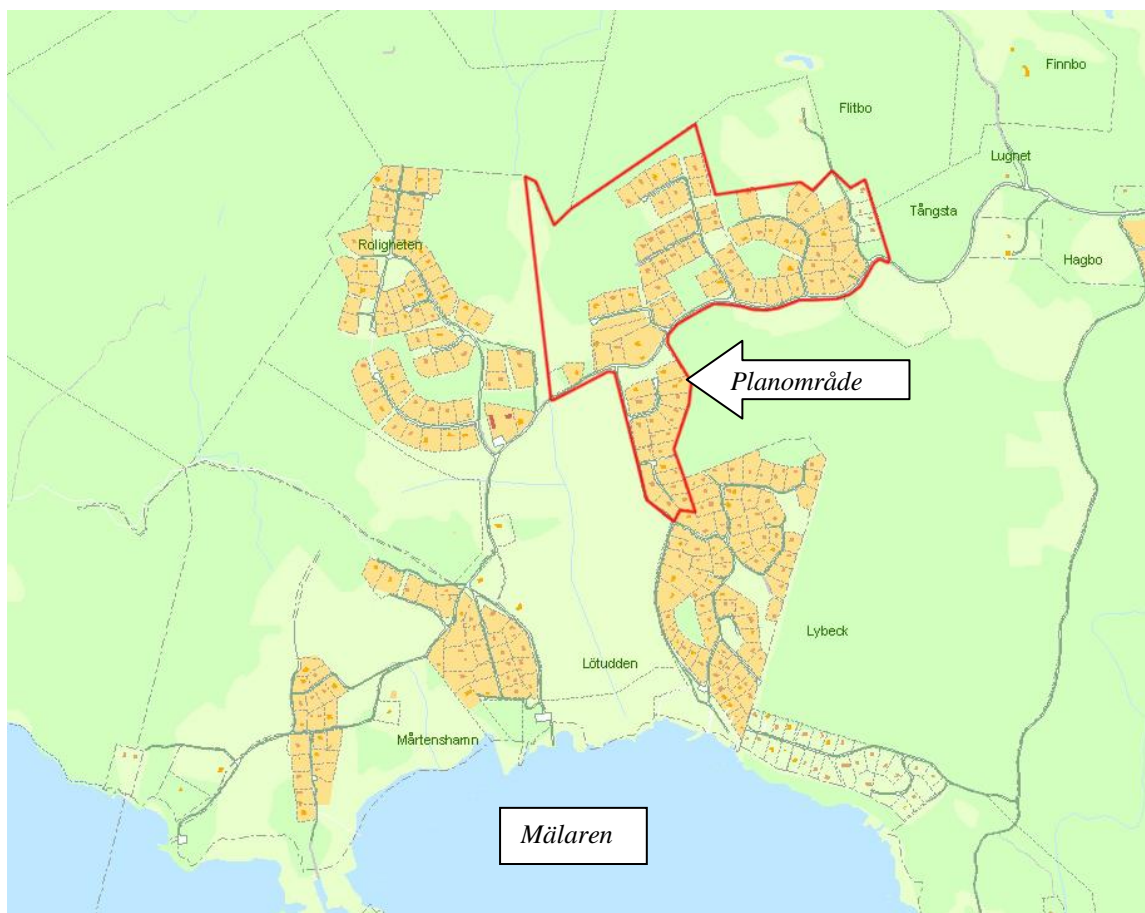 Finnbo
Flitbo
Lugnet
Tångsta
Roligheten
Hagbo
Planområde
Lybeck
Lötudden
Mårtenshamn
Mälaren